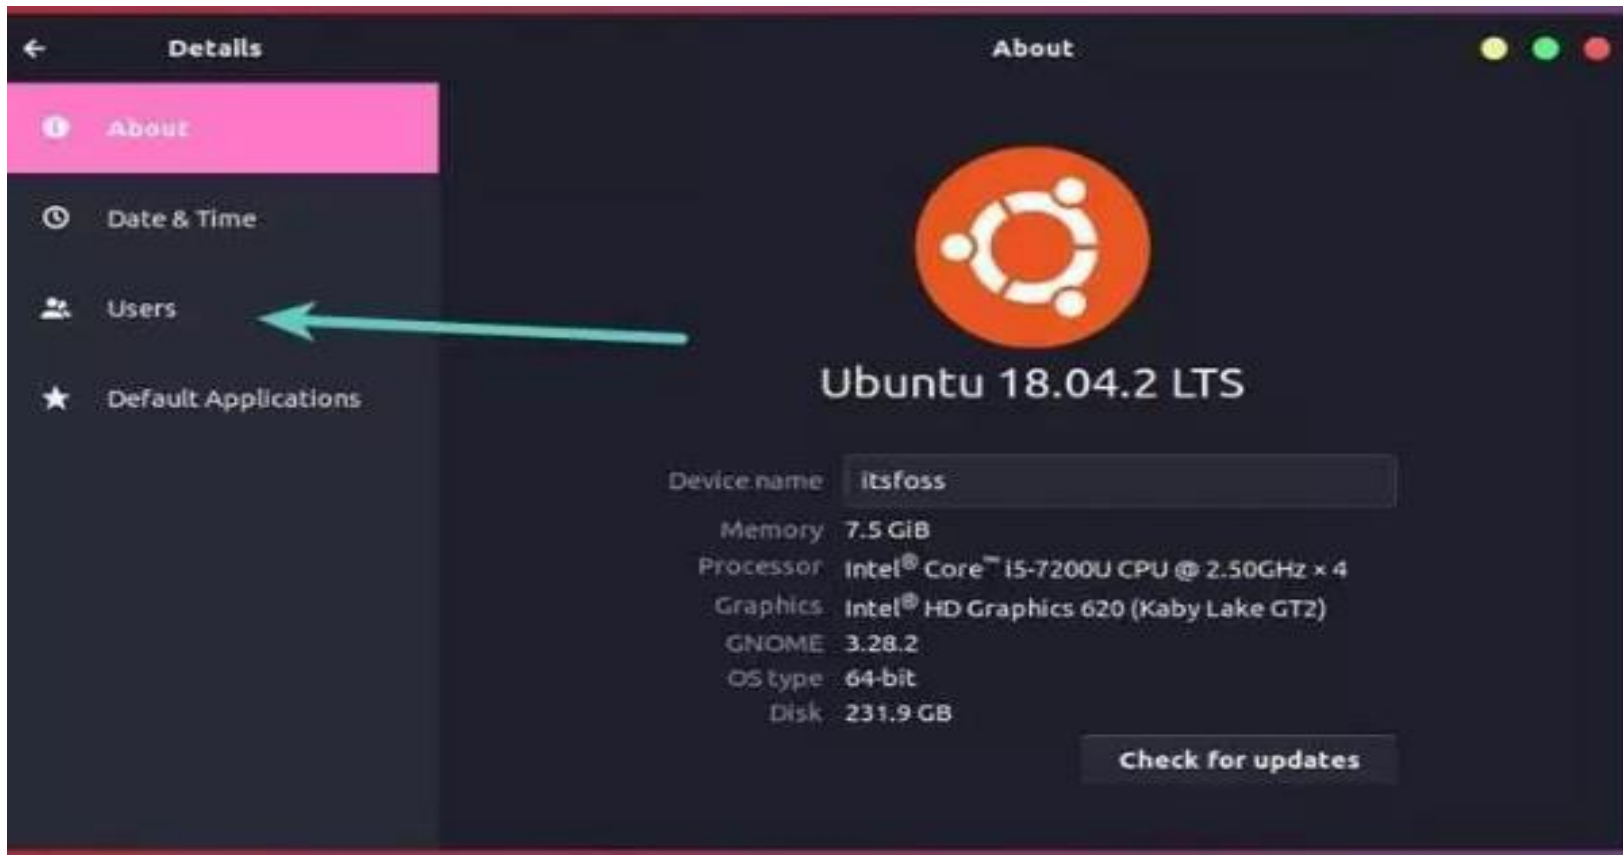 Details
About
About
Date & Time
Users
Default Applications
Ubuntu 18.04.2 LTS
Device name itsfoss
Memory 7.5 GiB
Processor Intel® Core™ i5-7200U CPU @ 2.50GHz × 4
Graphics Intel® HD Graphics 620 (Kaby Lake GT2)
GNOME 3.28.2
OS type 64-bit
Disk 231.9 GB
Check for updates